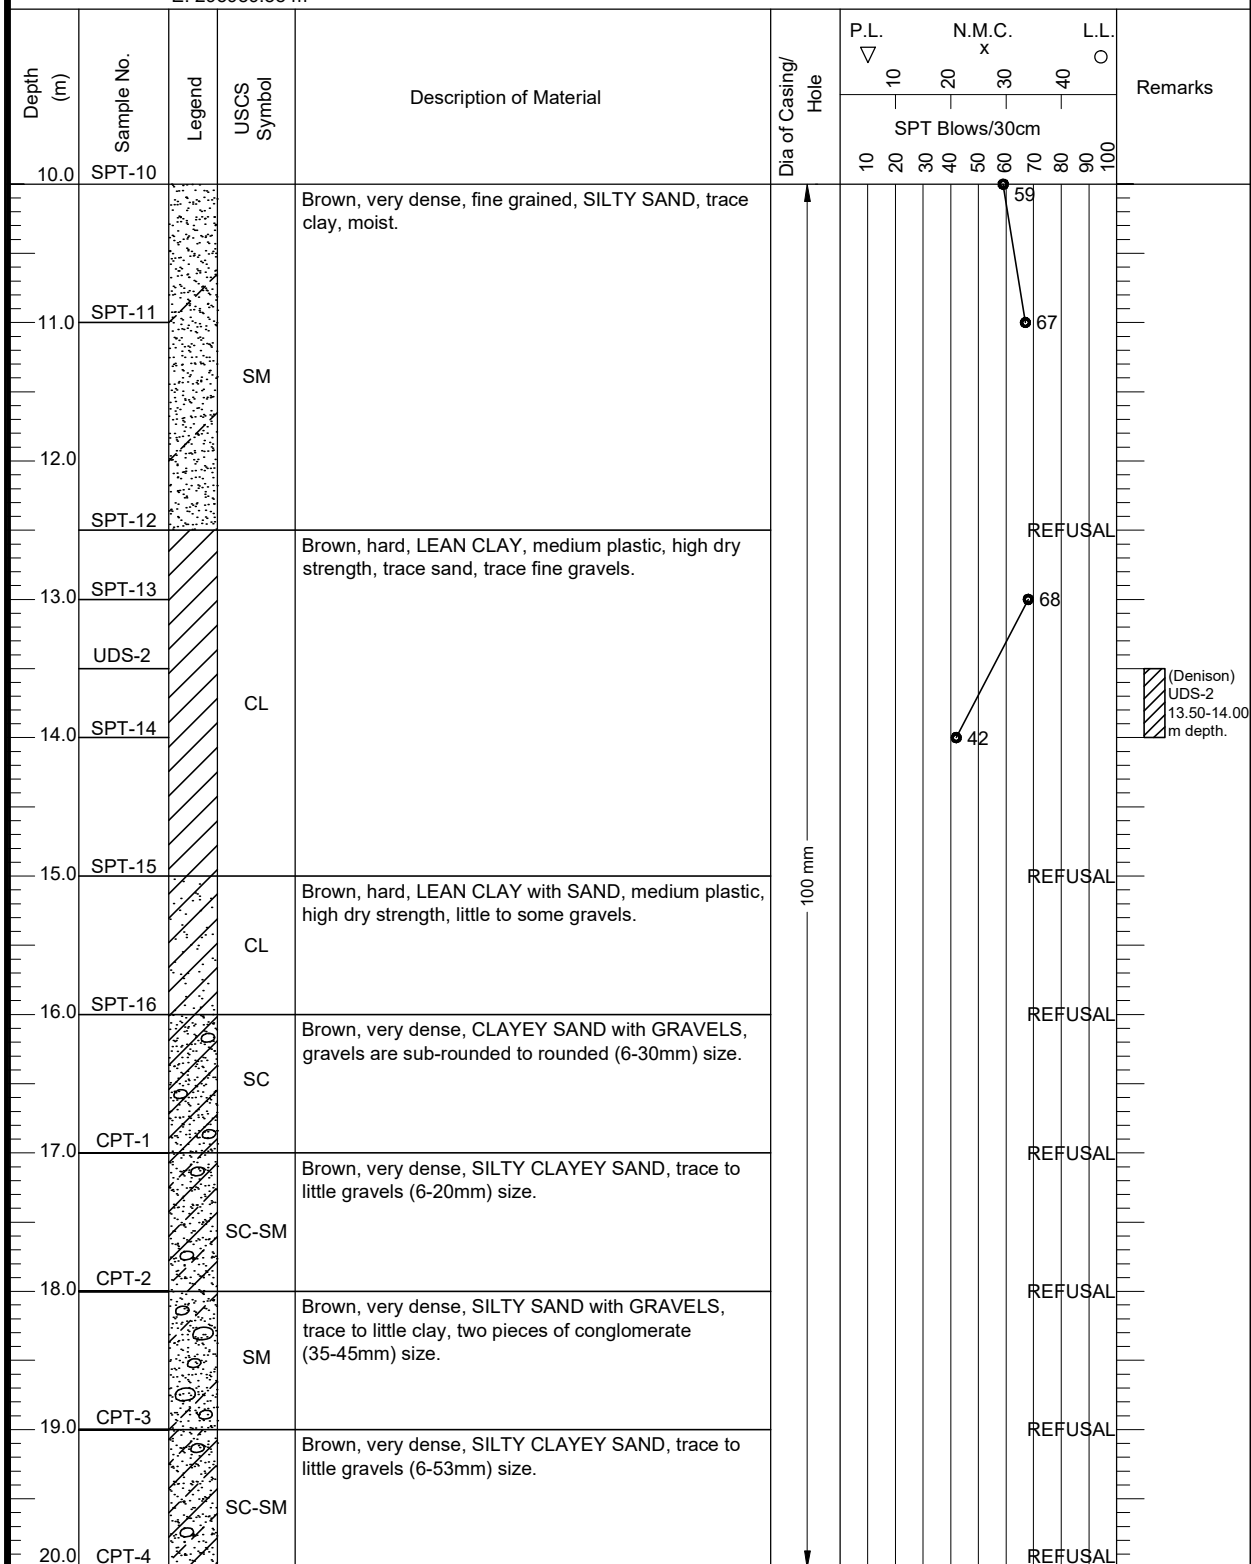 Depth
(m)
Sample No.
Legend
USCS
Symbol
Description of Material
Dia of Casing/
Hole
P.L. N.M.C. L.L.
x
10 20 30 40
SPT Blows/30cm
10 20 30 40 50 60 70 80 90 100
Remarks
10.0 SPT-10
59
Brown, very dense, fine grained, SILTY SAND, trace
clay, moist.
11.0 SPT-11
67
SM
12.0
SPT-12
REFUSAL
Brown, hard, LEAN CLAY, medium plastic, high dry
strength, trace sand, trace fine gravels.
13.0 SPT-13
68
UDS-2
(Denison)
UDS-2
13.50-14.00
m depth.
CL
14.0 SPT-14
42
100 mm
15.0 SPT-15
REFUSAL
Brown, hard, LEAN CLAY with SAND, medium plastic,
high dry strength, little to some gravels.
CL
16.0 SPT-16
REFUSAL
Brown, very dense, CLAYEY SAND with GRAVELS,
gravels are sub-rounded to rounded (6-30mm) size.
SC
17.0 CPT-1
REFUSAL
Brown, very dense, SILTY CLAYEY SAND, trace to
little gravels (6-20mm) size.
SC-SM
18.0 CPT-2
REFUSAL
Brown, very dense, SILTY SAND with GRAVELS,
trace to little clay, two pieces of conglomerate
(35-45mm) size.
SM
19.0 CPT-3
REFUSAL
Brown, very dense, SILTY CLAYEY SAND, trace to
little gravels (6-53mm) size.
SC-SM
20.0 CPT-4
REFUSAL